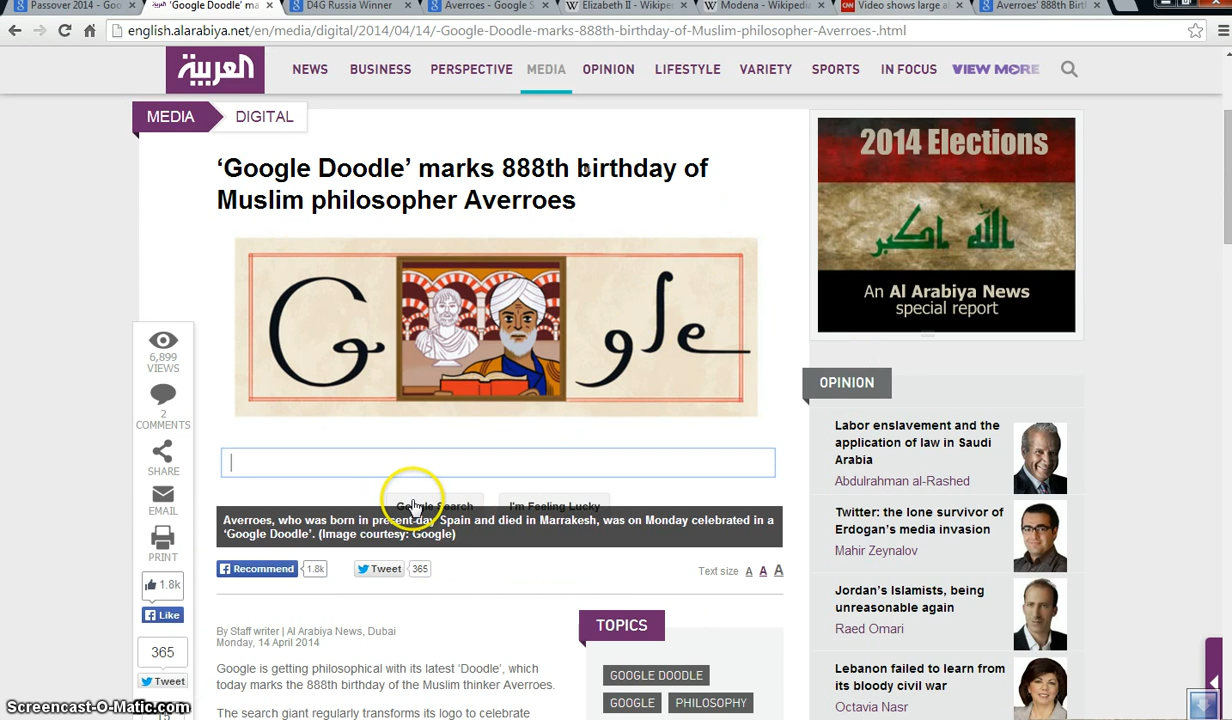 Passover 2014 - Goo
'Google Doodle' ma
D4G Russia Winner
Averroes - Google S
Elizabeth II - Wikipe
Modena - Wikipedia
Video shows large a
Averroes' 888th Birt
english.alarabiya.net/en/media/digital/2014/04/14/-Google-Doodle-marks-888th-birthday-of-Muslim-philosopher-Averroes-.html
العربية
NEWS BUSINESS PERSPECTIVE MEDIA OPINION LIFESTYLE VARIETY SPORTS IN FOCUS VIEW MORE
MEDIA DIGITAL
'Google Doodle' marks 888th birthday of
Muslim philosopher Averroes
Google
Google Search I'm Feeling Lucky
Averroes, who was born in present-day Spain and died in Marrakesh, was on Monday celebrated in a
'Google Doodle'. (Image courtesy: Google)
6,899
VIEWS
2
COMMENTS
SHARE
EMAIL
PRINT
1.8k
Like
365
Tweet
15
Recommend 1.8k Tweet 365
Text size A A A
By Staff writer | Al Arabiya News, Dubai
Monday, 14 April 2014
Google is getting philosophical with its latest 'Doodle', which
today marks the 888th birthday of the Muslim thinker Averroes.
The search giant regularly transforms its logo to celebrate
TOPICS
GOOGLE DOODLE
GOOGLE PHILOSOPHY
2014 Elections
الله اكبر
An Al Arabiya News
special report
OPINION
Labor enslavement and the
application of law in Saudi
Arabia
Abdulrahman al-Rashed
Twitter: the lone survivor of
Erdogan's media invasion
Mahir Zeynalov
Jordan's Islamists, being
unreasonable again
Raed Omari
Lebanon failed to learn from
its bloody civil war
Octavia Nasr
Screencast-O-Matic.com